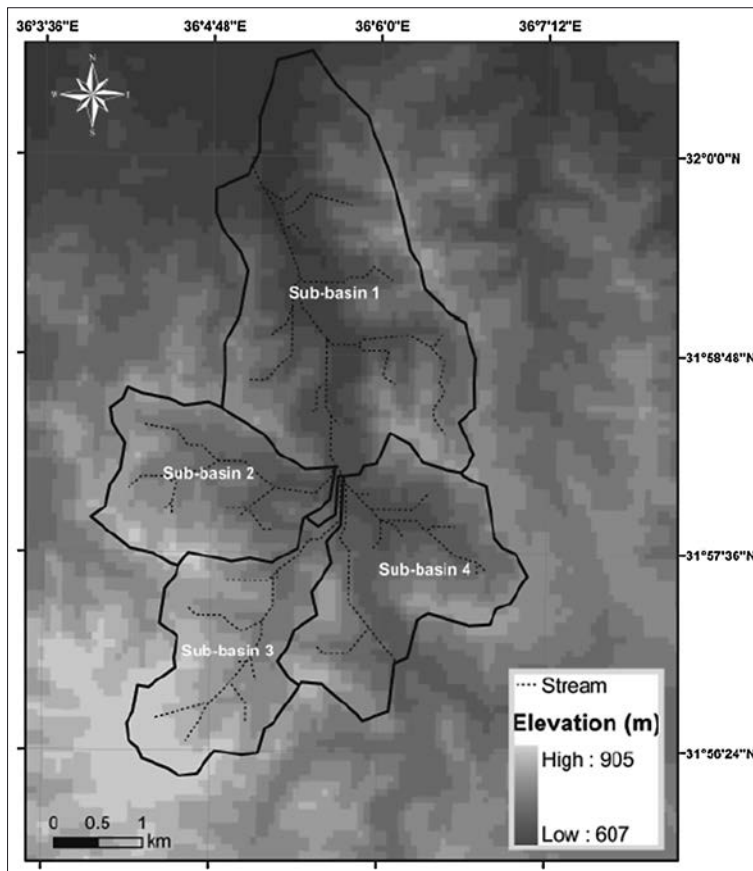 36°3'36"E 36°4'48"E 36°6'0"E 36°7'12"E
N
S
32°0'0"N
Sub-basin 1
31°58'48"N
Sub-basin 2
31°57'36"N
Sub-basin 4
Sub-basin 3
Stream
Elevation (m)
High : 905
Low : 607
31°56'24"N
0 0.5 1
km